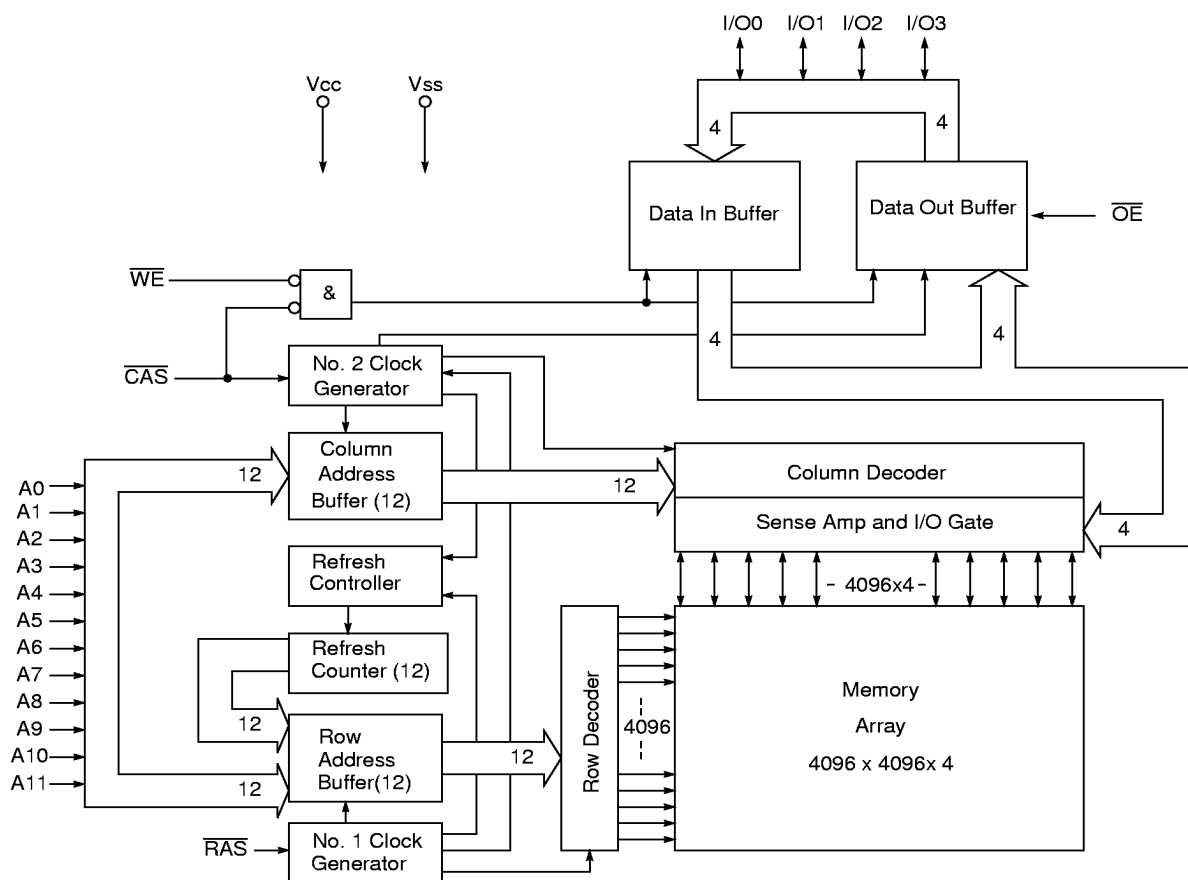 I/O0 I/O1 I/O2 I/O3
Vcc Vss
4 4
Data In Buffer
Data Out Buffer
OE
WE
&
4
4
CAS
No. 2 Clock
Generator
12
Column
Address
Buffer (12)
12
Column Decoder
Sense Amp and I/O Gate
4
A0
A1
A2
A3
A4
A5
A6
A7
A8
A9
A10
A11
Refresh
Controller
- 4096x4 -
Refresh
Counter (12)
12
Row
Address
Buffer(12)
12
12
Row Decoder
4096
Memory
Array
4096 x 4096x 4
RAS
No. 1 Clock
Generator